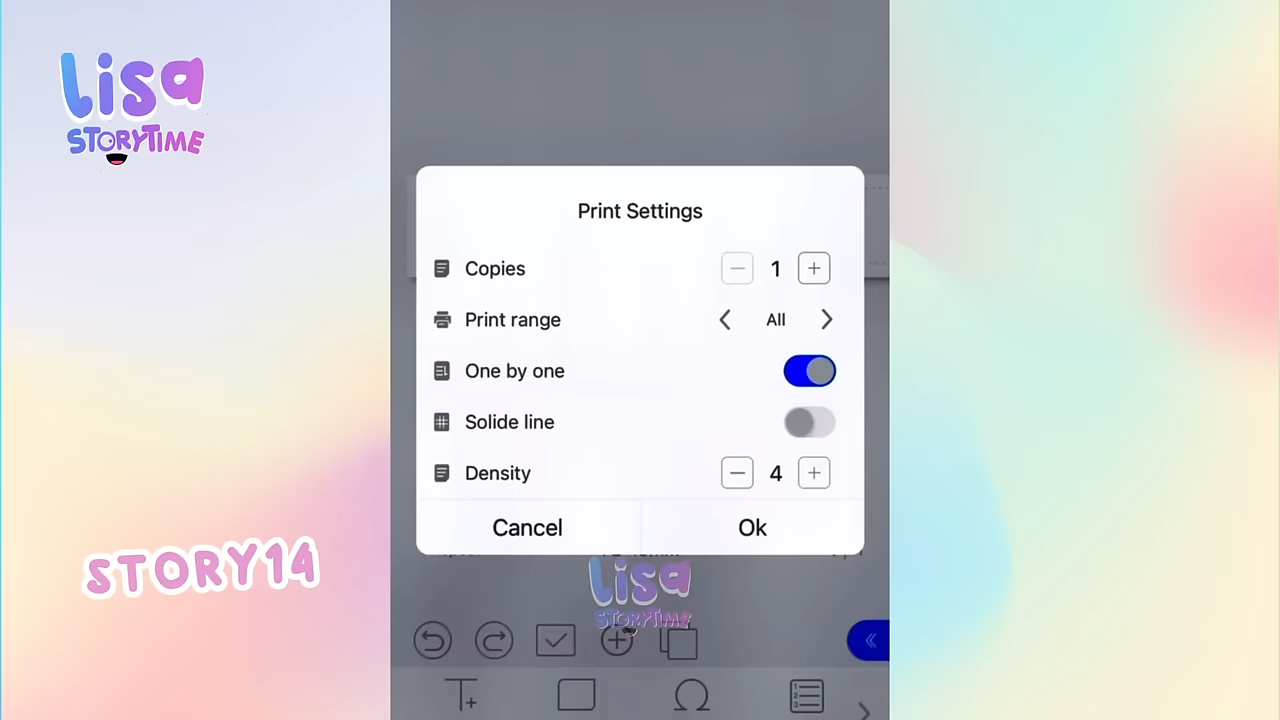 Lisa
STORYTIME
Print Settings
Copies 1
Print range All
One by one
Solide line
Density 4
Cancel Ok
Lisa
STORYTIME
STORY14